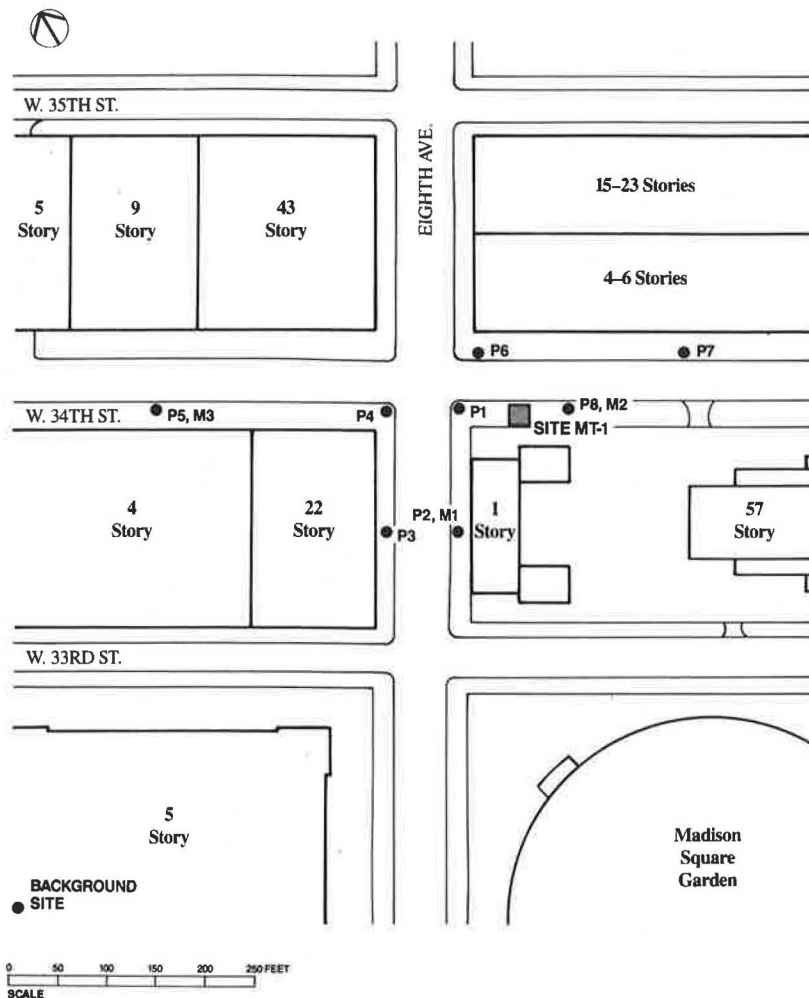 W. 35TH ST.
EIGHTH AVE.
5
Story
9
Story
43
Story
15–23 Stories
4–6 Stories
P6
P7
W. 34TH ST.
P5, M3
P4
P1
P8, M2
SITE MT-1
4
Story
22
Story
P3
P2, M1
1
Story
57
Story
W. 33RD ST.
5
Story
Madison
Square
Garden
BACKGROUND
SITE
0 50 100 150 200 250 FEET
SCALE